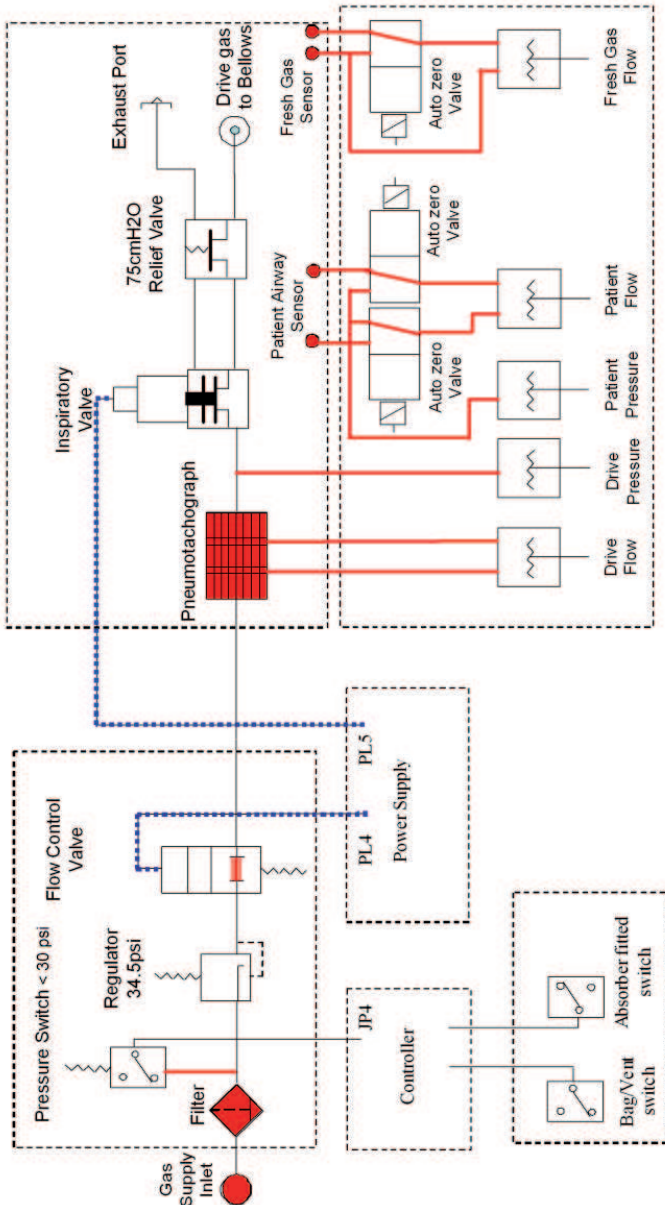 Gas
Supply
Inlet
Filter
Pressure Switch < 30 psi
Regulator
34.5psi
Flow Control
Valve
Pneumotachograph
Inspiratory
Valve
75cmH2O
Relief Valve
Exhaust Port
Drive gas
to Bellows
JP4
Controller
PL4
PL5
Power Supply
Patient Airway
Sensor
Fresh Gas
Sensor
Auto zero
Valve
Auto zero
Valve
Auto zero
Valve
Bag/Vent
switch
Absorber fitted
switch
Drive
Flow
Drive
Pressure
Patient
Pressure
Patient
Flow
Fresh Gas
Flow